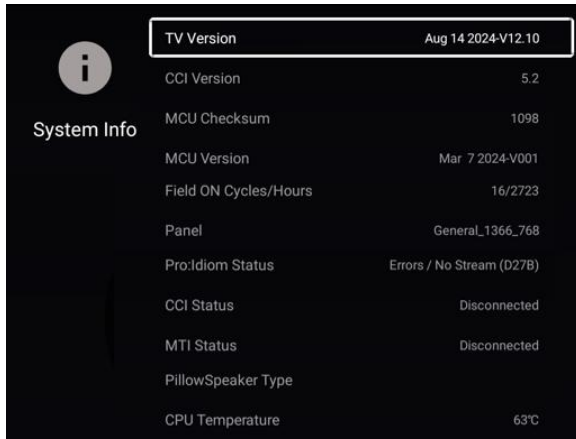 i
System Info
TV Version Aug 14 2024-V12.10
CCI Version 5.2
MCU Checksum 1098
MCU Version Mar 7 2024-V001
Field ON Cycles/Hours 16/2723
Panel General_1366_768
Pro:Idiom Status Errors / No Stream (D27B)
CCI Status Disconnected
MTI Status Disconnected
PillowSpeaker Type
CPU Temperature 63℃